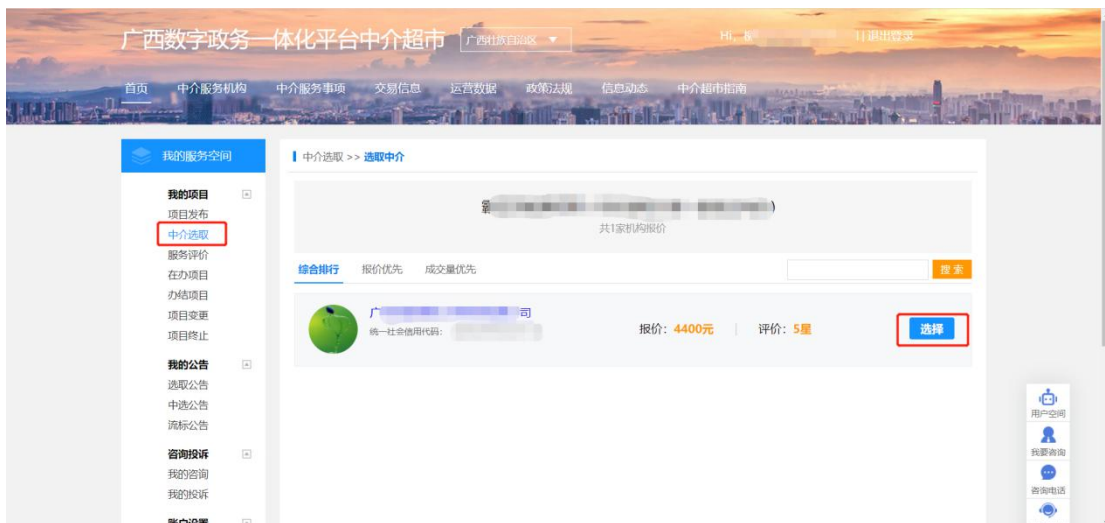 广西数字政务一体化平台中介超市 广西壮族自治区 ▼
Hi, 退出登录
首页 中介服务机构 中介服务事项 交易信息 运营数据 政策法规 信息动态 中介超市指南
我的服务空间
我的项目
项目发布
中介选取
服务评价
在办项目
办结项目
项目变更
项目终止
我的公告
选取公告
中选公告
流标公告
咨询投诉
我的咨询
我的投诉
账户设置
中介选取 >> 选取中介
共1家机构报价
综合排行 报价优先 成交量优先 搜索
广 司
统一社会信用代码:
报价: 4400元 评价: 5星 选择
用户空间
我要咨询
咨询电话